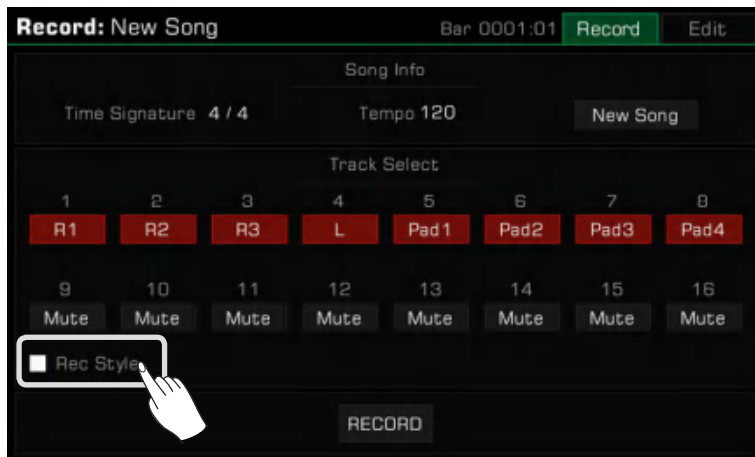 Record: New Song Bar 0001:01 Record Edit
Song Info
Time Signature 4 / 4 Tempo 120 New Song
Track Select
1 2 3 4 5 6 7 8
R1 R2 R3 L Pad1 Pad2 Pad3 Pad4
9 10 11 12 13 14 15 16
Mute Mute Mute Mute Mute Mute Mute Mute
Rec Style
RECORD